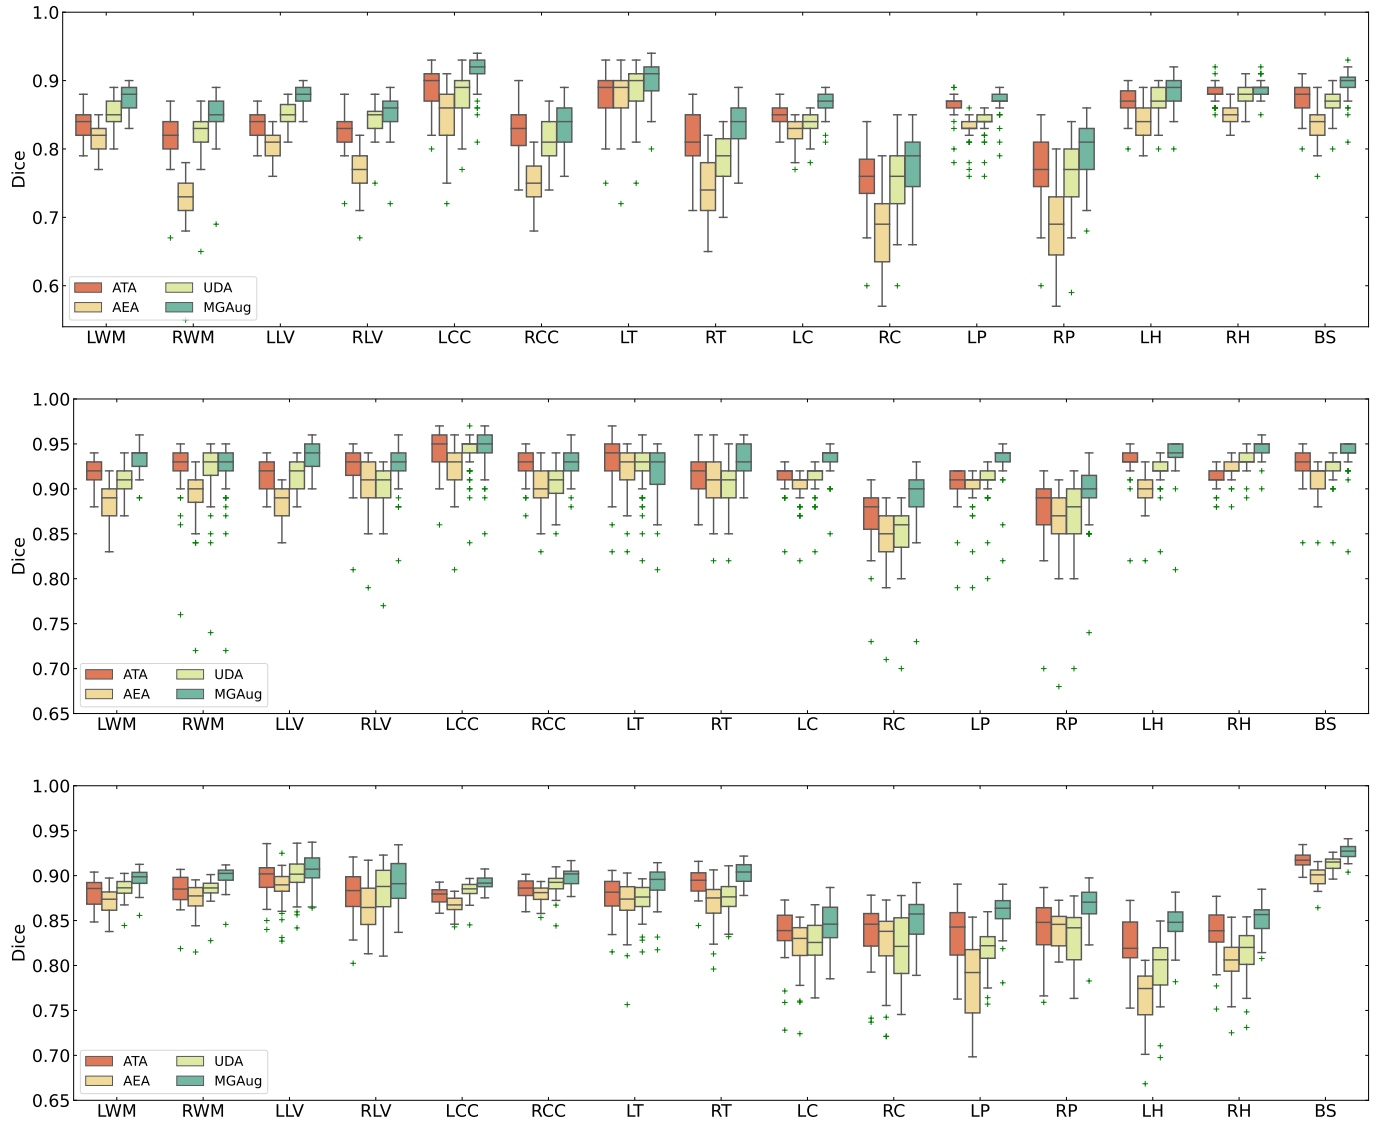 1.0
0.9
0.8
0.7
0.6
Dice
ATA UDA
AEA MGAug
LWM RWM LLV RLV LCC RCC LT RT LC RC LP RP LH RH BS
1.00
0.95
0.90
0.85
0.80
0.75
0.70
0.65
Dice
ATA UDA
AEA MGAug
LWM RWM LLV RLV LCC RCC LT RT LC RC LP RP LH RH BS
1.00
0.95
0.90
0.85
0.80
0.75
0.70
0.65
Dice
ATA UDA
AEA MGAug
LWM RWM LLV RLV LCC RCC LT RT LC RC LP RP LH RH BS